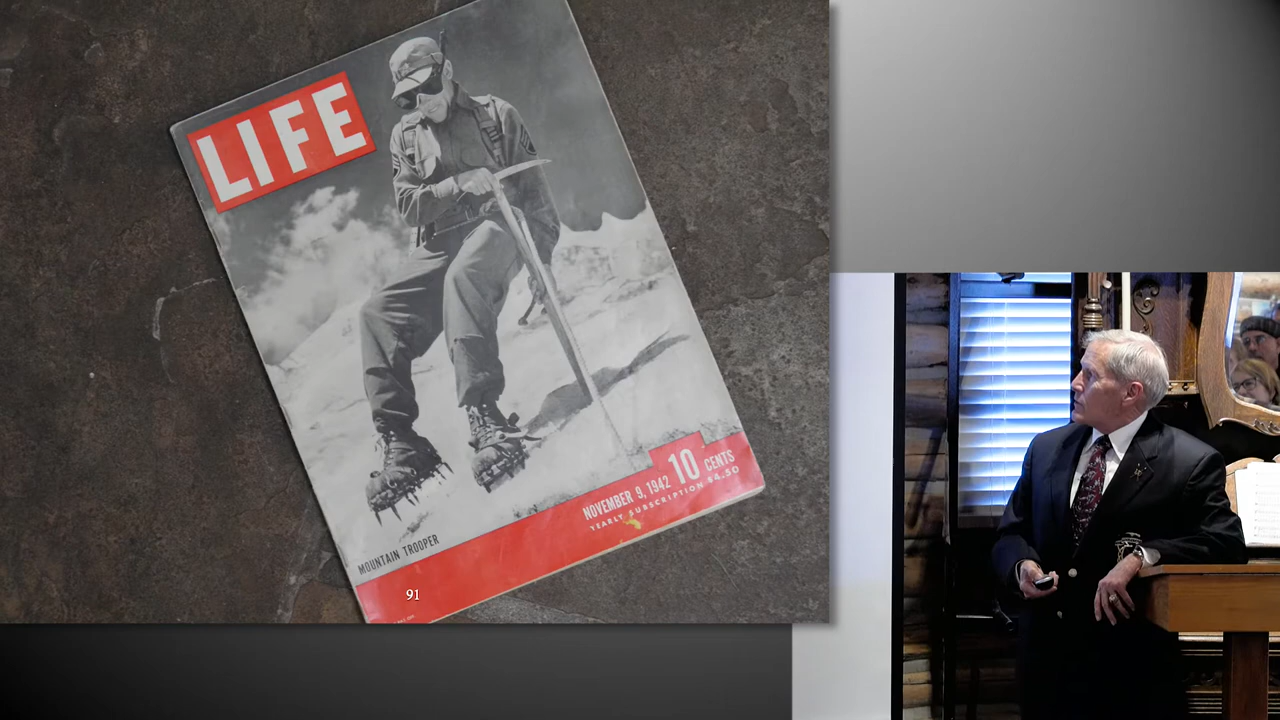 LIFE
NOVEMBER 9, 1942 10 CENTS
YEARLY SUBSCRIPTION $4.50
MOUNTAIN TROOPER
91